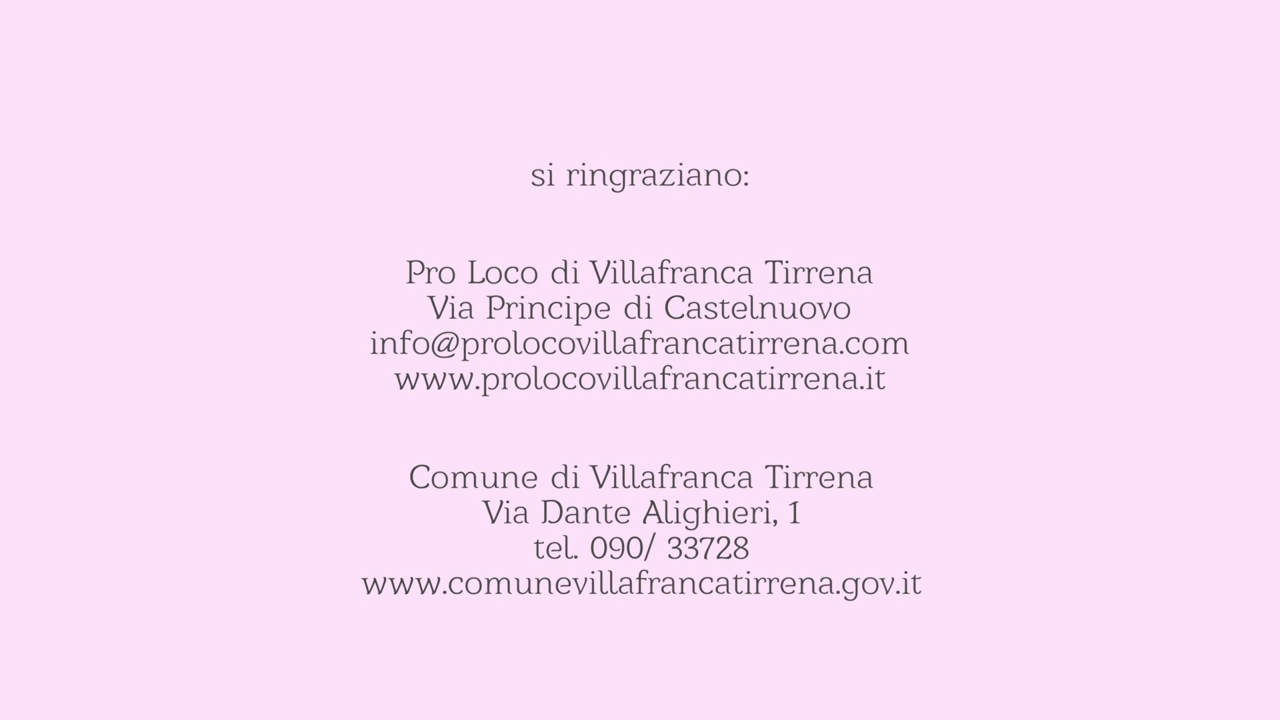 si ringraziano:
Pro Loco di Villafranca Tirrena
Via Principe di Castelnuovo
info@prolocovillafrancatirrena.com
www.prolocovillafrancatirrena.it
Comune di Villafranca Tirrena
Via Dante Alighieri, 1
tel. 090/ 33728
www.comunevillafrancatirrena.gov.it